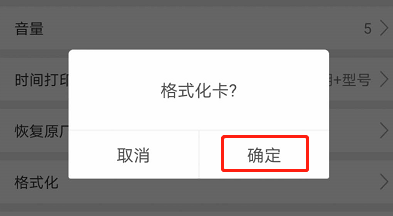 音量 5
格式化卡?
时间打印 +型号
恢复原厂
取消 确定
格式化